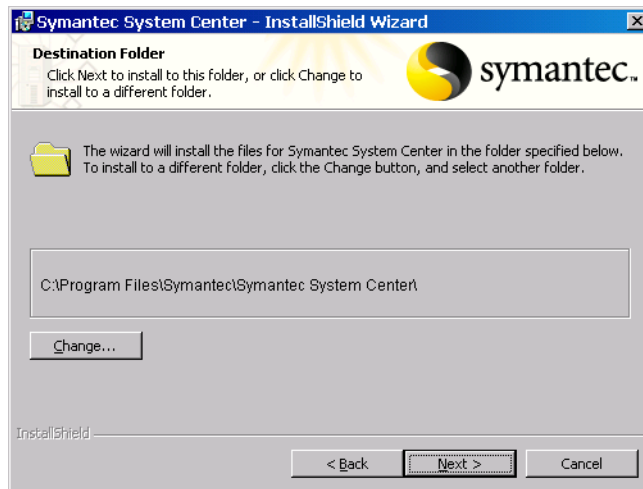 Symantec System Center - InstallShield Wizard
Destination Folder
Click Next to install to this folder, or click Change to
install to a different folder.
symantec™
The wizard will install the files for Symantec System Center in the folder specified below.
To install to a different folder, click the Change button, and select another folder.
C:\Program Files\Symantec\Symantec System Center\
Change...
InstallShield
< Back
Next >
Cancel